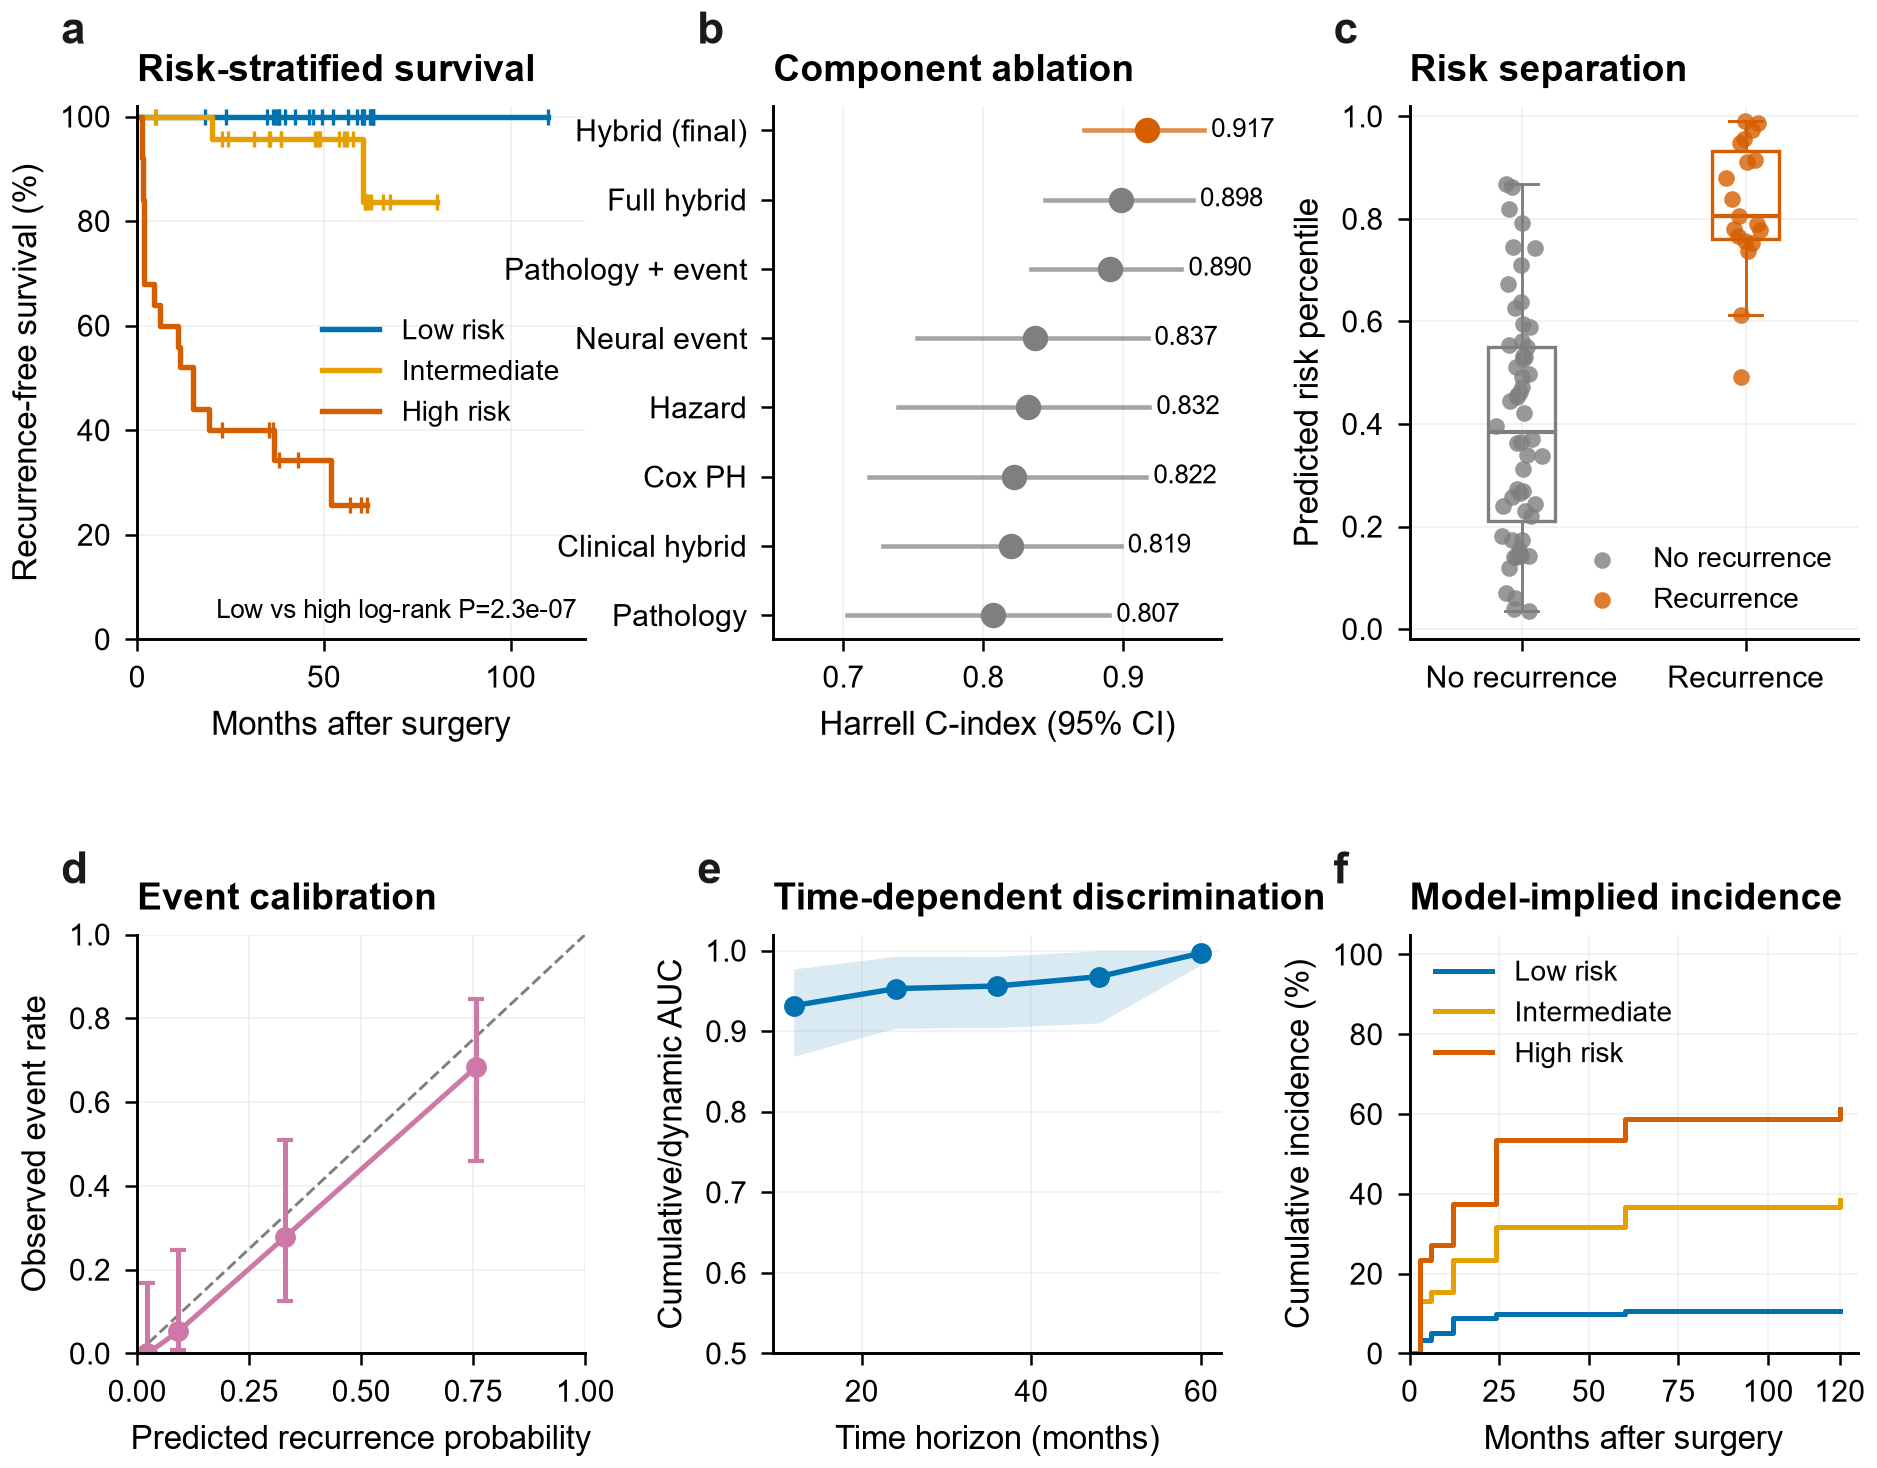 a
Risk-stratified survival
Recurrence-free survival (%)
100
80
60
40
20
0
Low risk
Intermediate
High risk
Low vs high log-rank P=2.3e-07
0 50 100
Months after surgery
b
Component ablation
Hybrid (final) 0.917
Full hybrid 0.898
Pathology + event 0.890
Neural event 0.837
Hazard 0.832
Cox PH 0.822
Clinical hybrid 0.819
Pathology 0.807
0.7 0.8 0.9
Harrell C-index (95% CI)
c
Risk separation
Predicted risk percentile
1.0
0.8
0.6
0.4
0.2
0.0
No recurrence
Recurrence
No recurrence Recurrence
d
Event calibration
Observed event rate
1.0
0.8
0.6
0.4
0.2
0.0
0.00 0.25 0.50 0.75 1.00
Predicted recurrence probability
e
Time-dependent discrimination
Cumulative/dynamic AUC
1.0
0.9
0.8
0.7
0.6
0.5
20 40 60
Time horizon (months)
f
Model-implied incidence
Cumulative incidence (%)
100
80
60
40
20
0
Low risk
Intermediate
High risk
0 25 50 75 100 120
Months after surgery